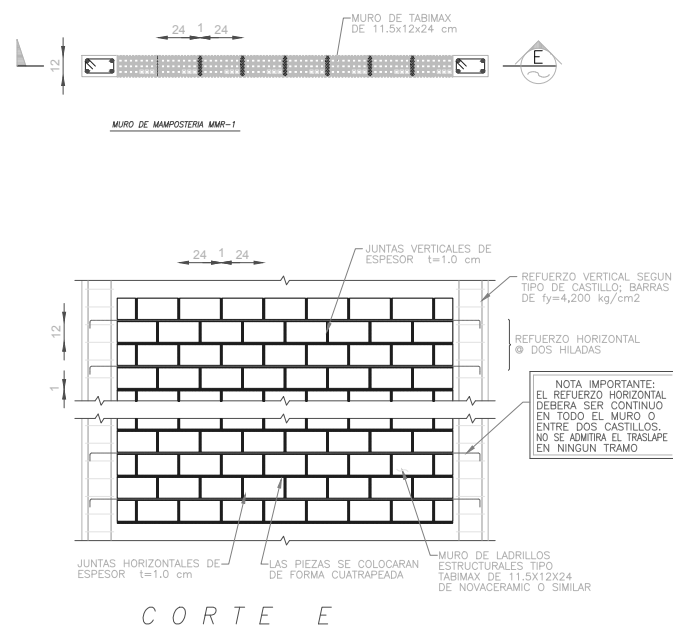 24
1
24
MURO DE TABIMAX
DE 11.5x12x24 cm
12
E
MURO DE MAMPOSTERIA MMR-1
24
1
24
JUNTAS VERTICALES DE
ESPESOR t=1.0 cm
REFUERZO VERTICAL SEGUN
TIPO DE CASTILLO; BARRAS
DE fy=4,200 kg/cm2
12
REFUERZO HORIZONTAL
@ DOS HILADAS
1
NOTA IMPORTANTE:
EL REFUERZO HORIZONTAL
DEBERA SER CONTINUO
EN TODO EL MURO O
ENTRE DOS CASTILLOS.
NO SE ADMITIRA EL TRASLAPE
EN NINGUN TRAMO
JUNTAS HORIZONTALES DE
ESPESOR t=1.0 cm
LAS PIEZAS SE COLOCARAN
DE FORMA CUATRAPEADA
MURO DE LADRILLOS
ESTRUCTURALES TIPO
TABIMAX DE 11.5X12X24
DE NOVACERAMIC O SIMILAR
CORTE E